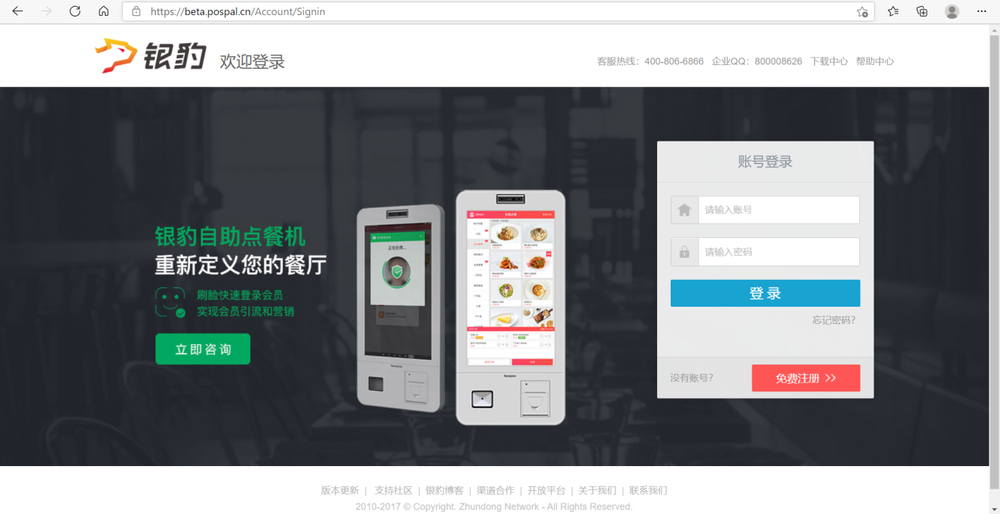 https://beta.pospal.cn/Account/Signin
银豹 欢迎登录
客服热线：400-806-6866 企业QQ：800008626 下载中心 帮助中心
银豹自助点餐机
重新定义您的餐厅
刷脸快速登录会员
实现会员引流和营销
立即咨询
账号登录
请输入账号
请输入密码
登录
忘记密码?
没有账号?
免费注册 >>
版本更新 | 支持社区 | 银豹博客 | 渠道合作 | 开放平台 | 关于我们 | 联系我们
2010-2017 © Copyright. Zhundong Network - All Rights Reserved.